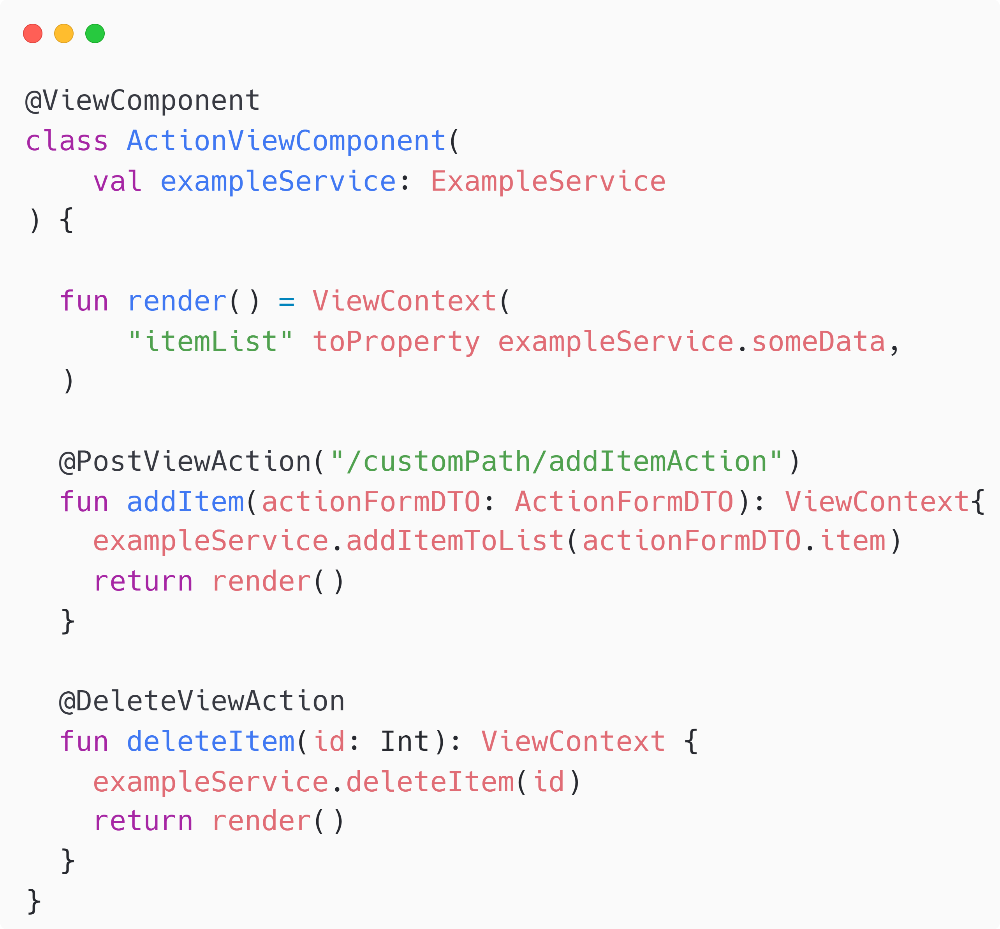 @ViewComponent
class ActionViewComponent(
    val exampleService: ExampleService
) {

  fun render() = ViewContext(
      "itemList" toProperty exampleService.someData,
  )

  @PostViewAction("/customPath/addItemAction")
  fun addItem(actionFormDTO: ActionFormDTO): ViewContext{
    exampleService.addItemToList(actionFormDTO.item)
    return render()
  }

  @DeleteViewAction
  fun deleteItem(id: Int): ViewContext {
    exampleService.deleteItem(id)
    return render()
  }
}